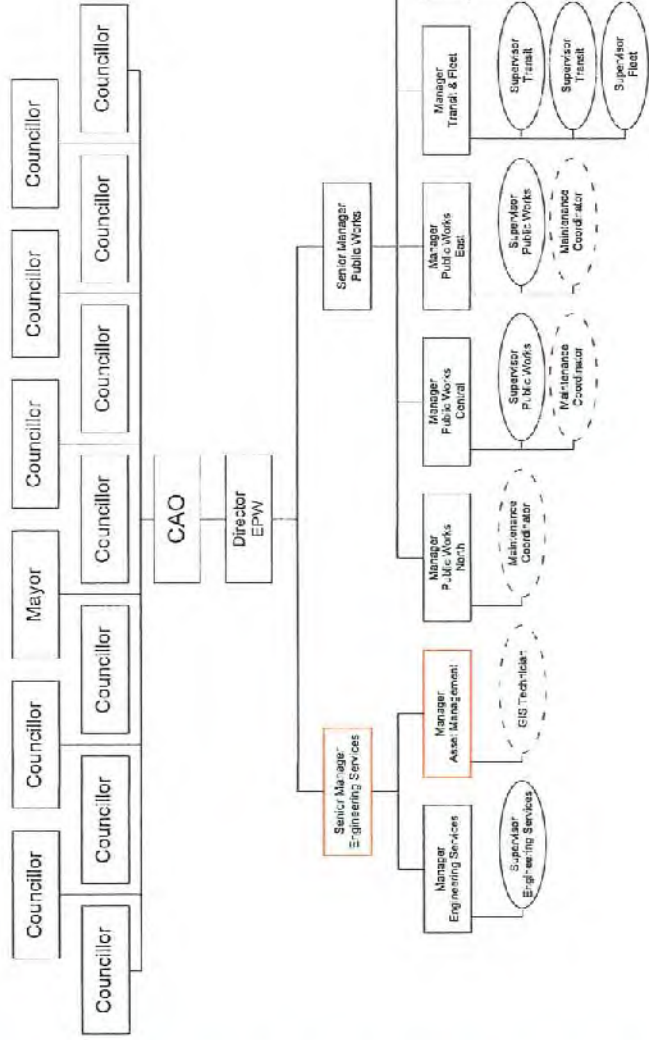 Councillor
Councillor
Mayor
Councillor
Councillor
Councillor
Councillor
Councillor
Councillor
Councillor
Councillor
Councillor
Councillor
CAO
Director
EPW
Senior Manager
Engineering Services
Senior Manager
Public Works
Manager
Engineering Services
Manager
Asset Management
Manager
Public Works
North
Manager
Public Works
Central
Manager
Public Works
East
Manager
Transit & Fleet
Supervisor
Engineering Services
GIS Technician
Maintenance
Coordinator
Supervisor
Public Works
Maintenance
Coordinator
Supervisor
Public Works
Maintenance
Coordinator
Supervisor
Transit
Supervisor
Transit
Supervisor
Fleet